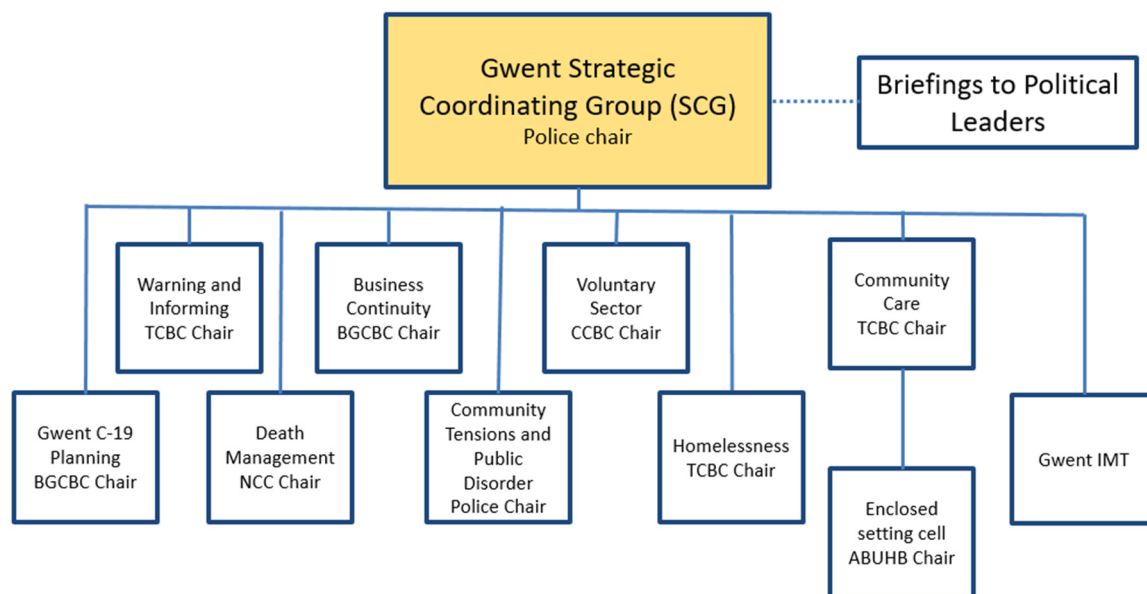 Gwent Strategic
Coordinating Group (SCG)
Police chair
Briefings to Political
Leaders
Warning and
Informing
TCBC Chair
Business
Continuity
BGCBC Chair
Voluntary
Sector
CCBC Chair
Community
Care
TCBC Chair
Gwent C-19
Planning
BGCBC Chair
Death
Management
NCC Chair
Community
Tensions and
Public
Disorder
Police Chair
Homelessness
TCBC Chair
Gwent IMT
Enclosed
setting cell
ABUHB Chair